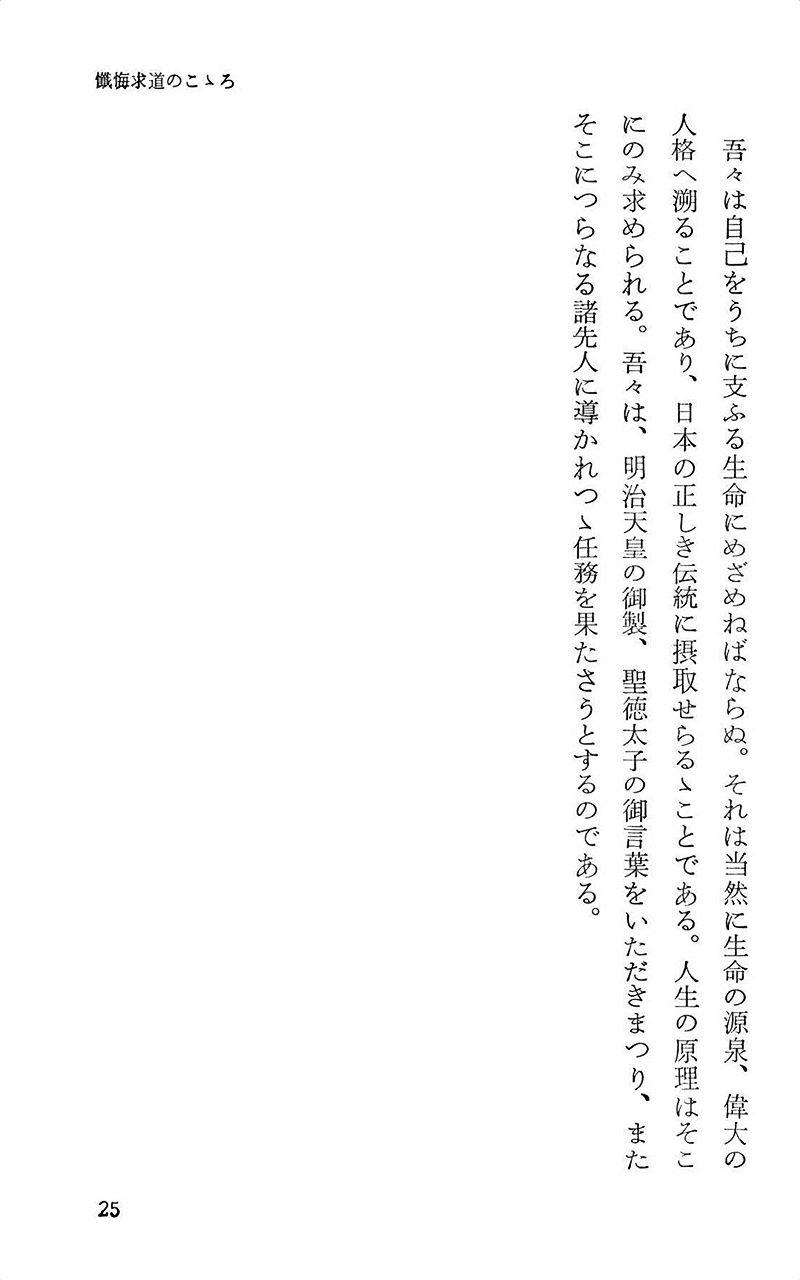 懺悔求道のこゝろ
吾々は自己をうちに支ふる生命にめざめねばならぬ。それは当然に生命の源泉、偉大の
人格へ溯ることであり、日本の正しき伝統に摂取せらるゝことである。人生の原理はそこ
にのみ求められる。吾々は、明治天皇の御製、聖徳太子の御言葉をいただきまつり、また
そこにつらなる諸先人に導かれつゝ任務を果たさうとするのである。
25